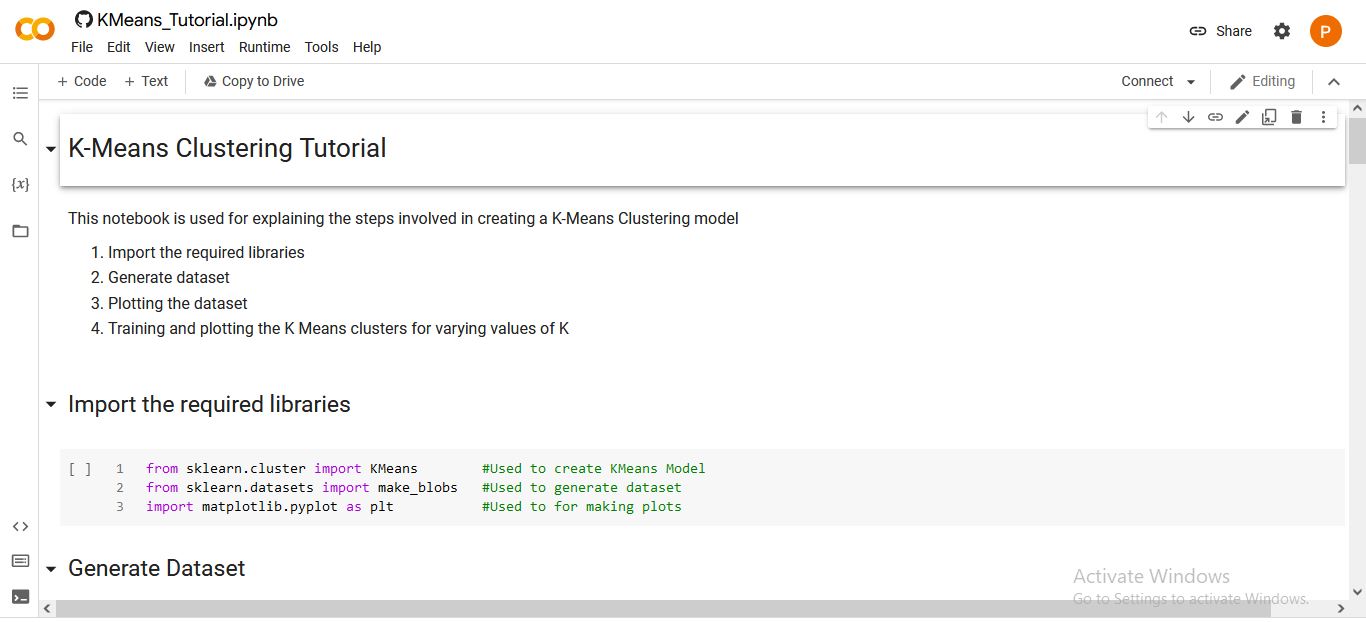 KMeans_Tutorial.ipynb
File Edit View Insert Runtime Tools Help
Share
P
+ Code + Text Copy to Drive
Connect Editing
K-Means Clustering Tutorial
{x}
This notebook is used for explaining the steps involved in creating a K-Means Clustering model
1. Import the required libraries
2. Generate dataset
3. Plotting the dataset
4. Training and plotting the K Means clusters for varying values of K
Import the required libraries
[ ] 1 from sklearn.cluster import KMeans #Used to create KMeans Model
2 from sklearn.datasets import make_blobs #Used to generate dataset
3 import matplotlib.pyplot as plt #Used to for making plots
Generate Dataset
Activate Windows
Go to Settings to activate Windows.